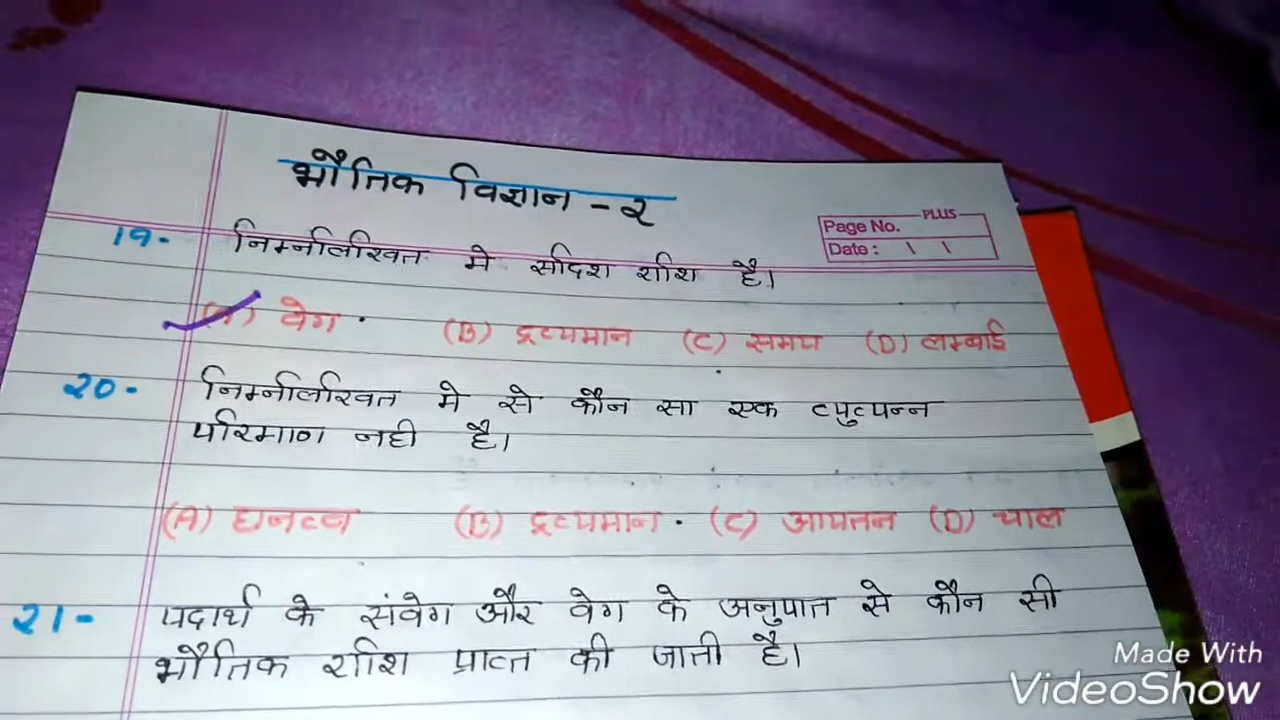 भौतिक विज्ञान - २
PLUS
Page No.
Date : \ \
19. निम्नलिखित मे सदिश राशि है।
(A) वेग . (B) द्रव्यमान (C) समय (D) लम्बाई
20. निम्नलिखित मे से कौन सा एक व्युत्पन्न
परिमाण नही है।
(A) घनत्व (B) द्रव्यमान . (C) आयतन (D) चाल
21- पदार्थ के संवेग और वेग के अनुपात से कौन सी
भौतिक राशि प्राप्त की जाती है।
Made With
VideoShow